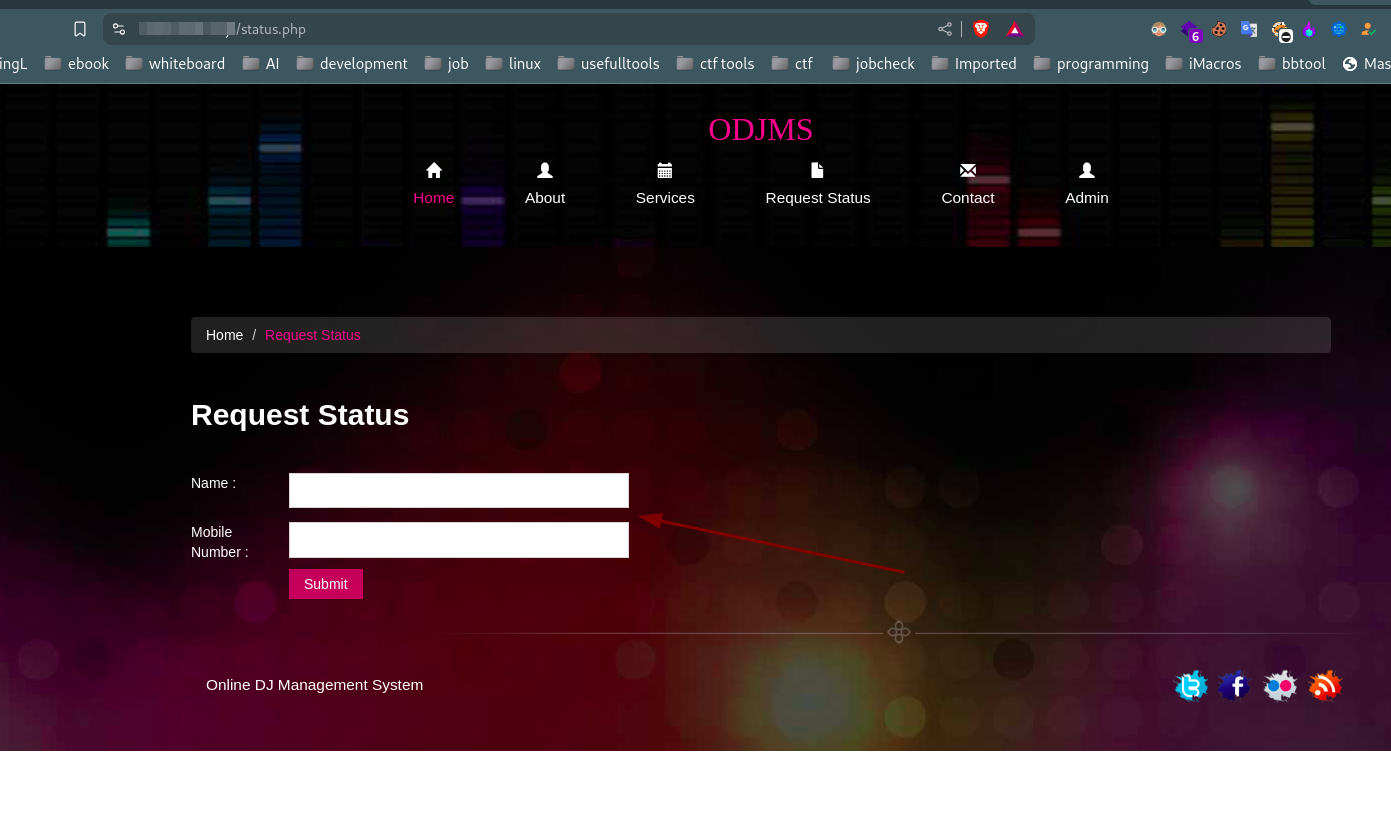 /status.php
6
ingL ebook whiteboard AI development job linux usefulltools ctf tools ctf jobcheck Imported programming iMacros bbtool Mas
ODJMS
Home About Services Request Status Contact Admin
Home / Request Status
Request Status
Name :
Mobile
Number :
Submit
Online DJ Management System